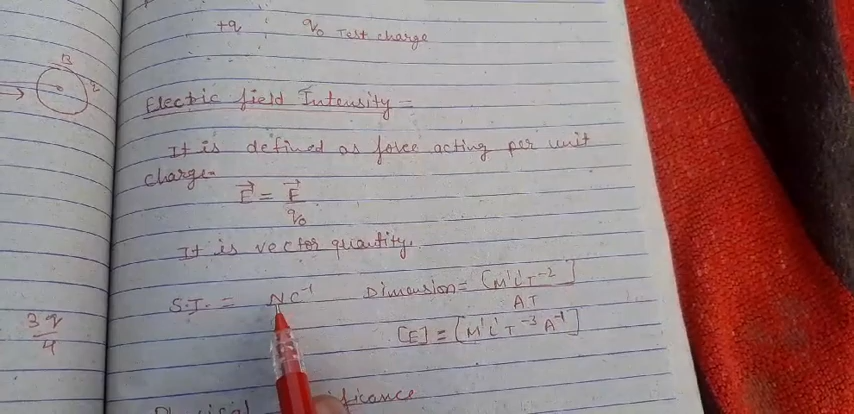 +q q₀ Test charge
B
q
Electric field Intensity =
It is defined as force acting per unit
charge.
E⃗ = F⃗/q₀
It is vector quantity.
S.I. = NC⁻¹ Dimension = [M¹L¹T⁻²]/AT
[E] = [M¹L¹T⁻³A⁻¹]
3q/4